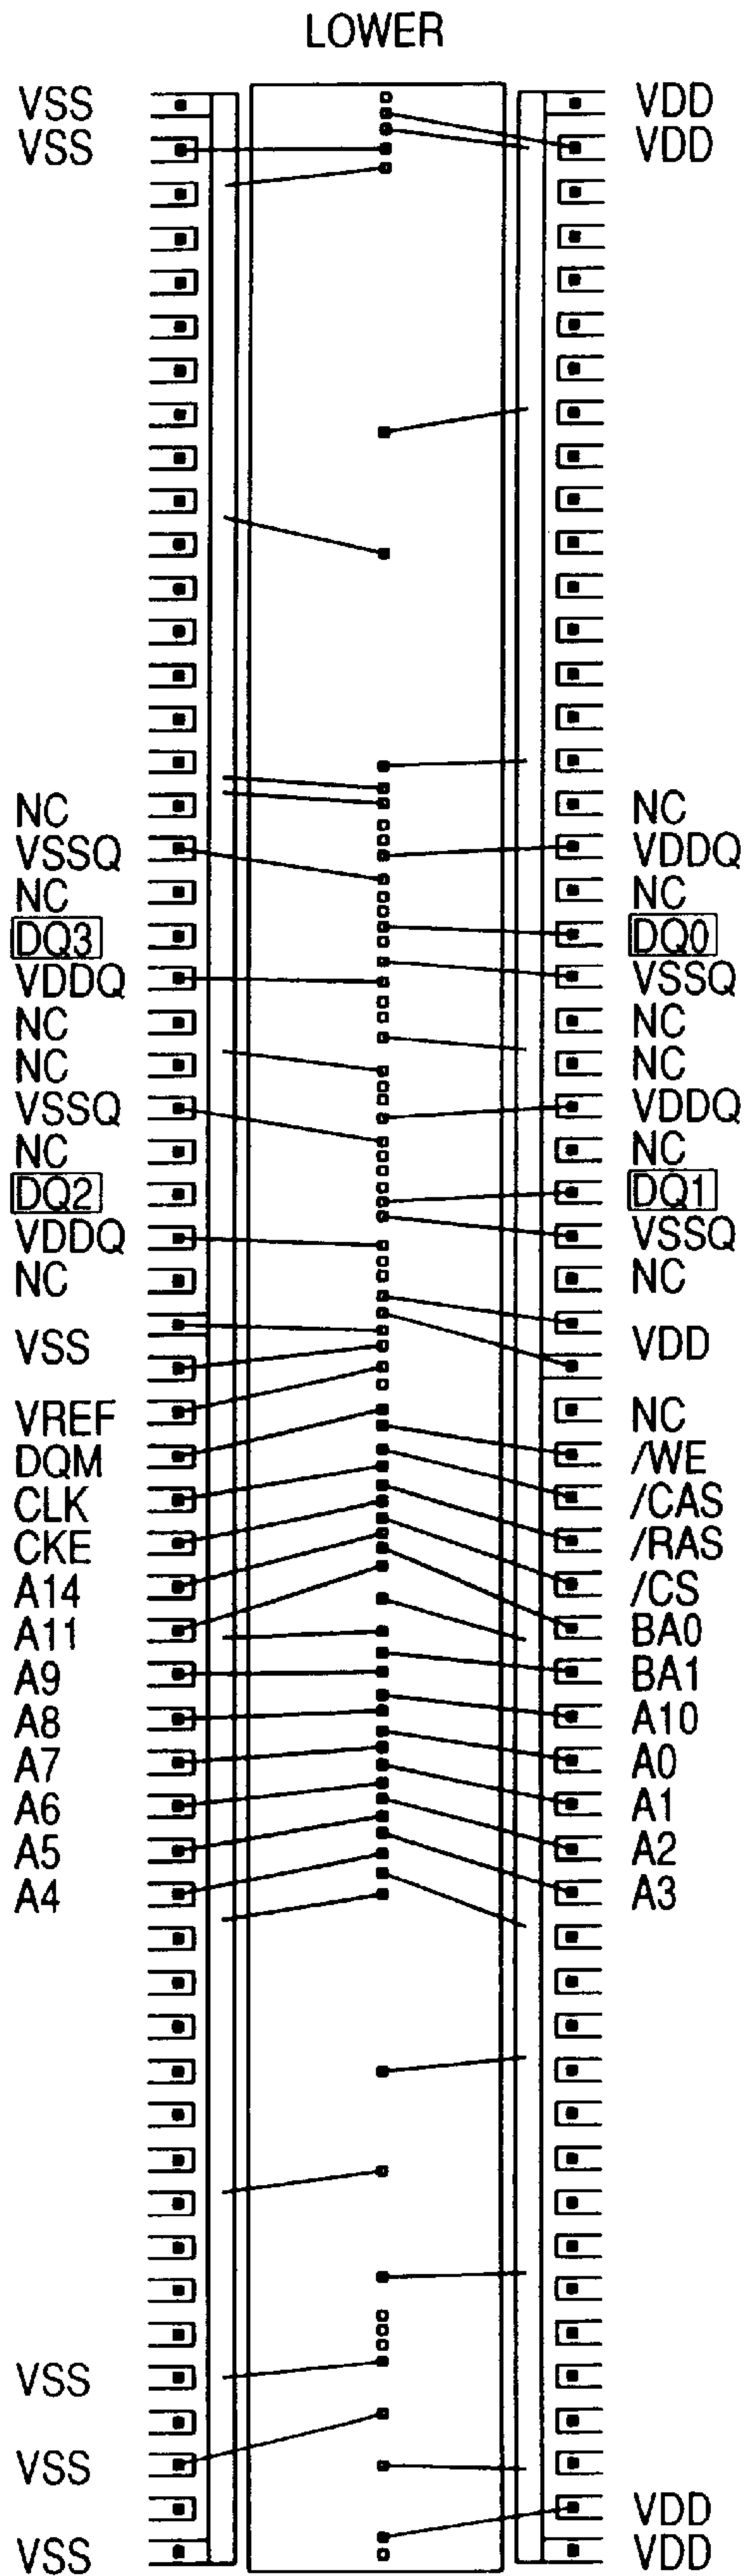 LOWER
VSS VDD
VSS VDD
NC NC
VSSQ VDDQ
NC NC
DQ3 DQ0
VDDQ VSSQ
NC NC
NC NC
VSSQ VDDQ
NC NC
DQ2 DQ1
VDDQ VSSQ
NC NC
VSS VDD
VREF NC
DQM /WE
CLK /CAS
CKE /RAS
A14 /CS
A11 BA0
A9 BA1
A8 A10
A7 A0
A6 A1
A5 A2
A4 A3
VSS
VSS
VDD
VSS VDD